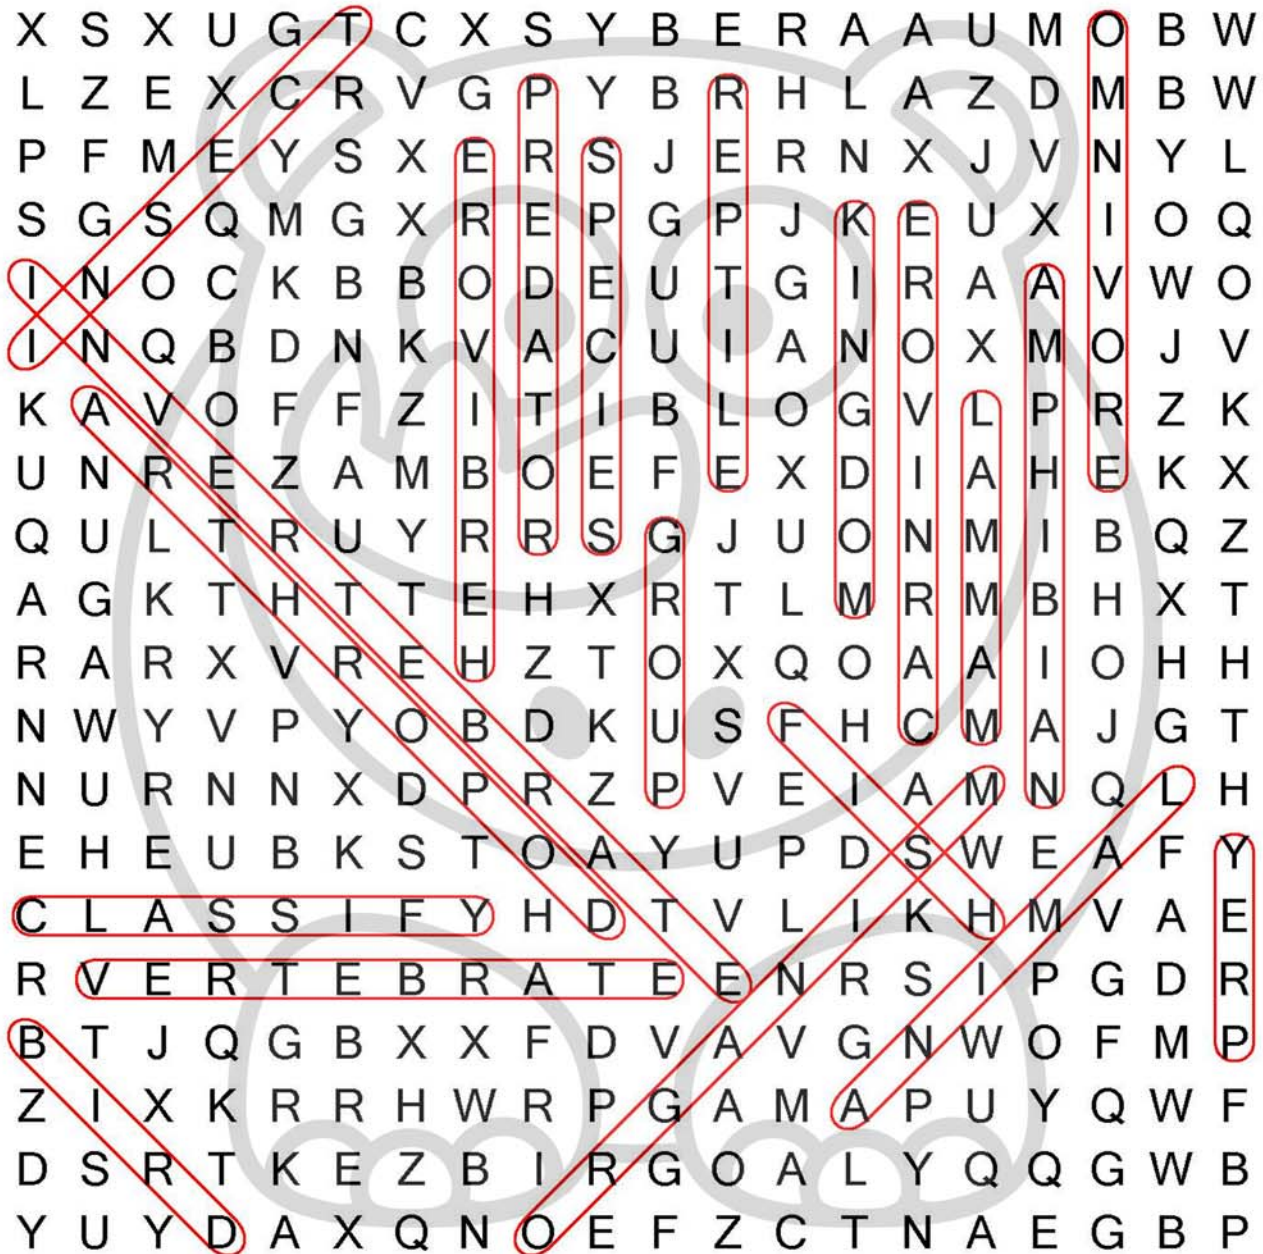 X S X U G T C X S Y B E R A A U M O B W
L Z E X C R V G P Y B R H L A Z D M B W
P F M E Y S X E R S J E R N X J V N Y L
S G S Q M G X R E P G P J K E U X I O Q
I N O C K B B O D E U T G I R A A V W O
I N Q B D N K V A C U I A N O X M O J V
K A V O F F Z I T I B L O G V L P R Z K
U N R E Z A M B O E F E X D I A H E K X
Q U L T R U Y R R S G J U O N M I B Q Z
A G K T H T T E H X R T L M R M B H X T
R A R X V R E H Z T O X Q O A A I O H H
N W Y V P Y O B D K U S F H C M A J G T
N U R N N X D P R Z P V E I A M N Q L H
E H E U B K S T O A Y U P D S W E A F Y
C L A S S I F Y H D T V L I K H M V A E
R V E R T E B R A T E E N R S I P G D R
B T J Q G B X X F D V A V G N W O F M P
Z I X K R R H W R P G A M A P U Y Q W F
D S R T K E Z B I R G O A L Y Q Q G W B
Y U Y D A X Q N O E F Z C T N A E G B P